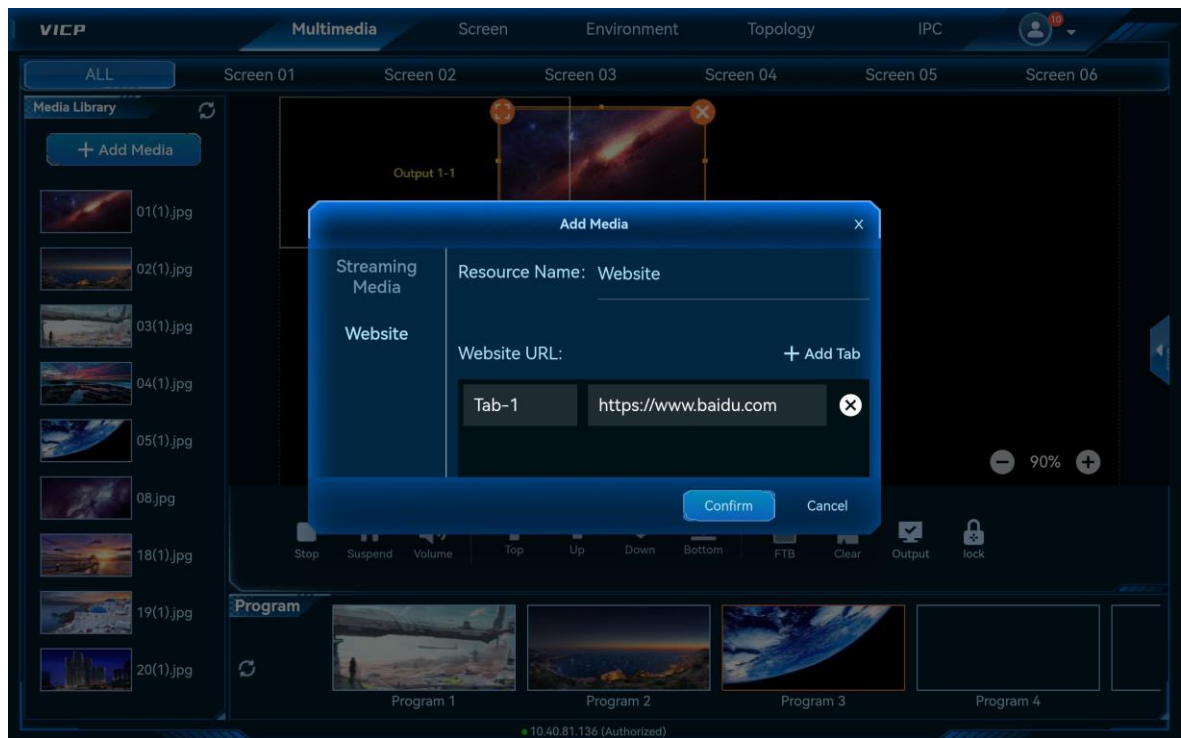 VICP
Multimedia
Screen
Environment
Topology
IPC
10
ALL
Screen 01
Screen 02
Screen 03
Screen 04
Screen 05
Screen 06
Media Library
+ Add Media
01(1).jpg
02(1).jpg
03(1).jpg
04(1).jpg
05(1).jpg
08.jpg
18(1).jpg
19(1).jpg
20(1).jpg
Output 1-1
Add Media
X
Streaming
Media
Website
Resource Name: Website
Website URL:
+ Add Tab
Tab-1
https://www.baidu.com
Confirm
Cancel
90%
Stop
Suspend
Volume
Top
Up
Down
Bottom
FTB
Clear
Output
lock
Program
Program 1
Program 2
Program 3
Program 4
10.40.81.136 (Authorized)